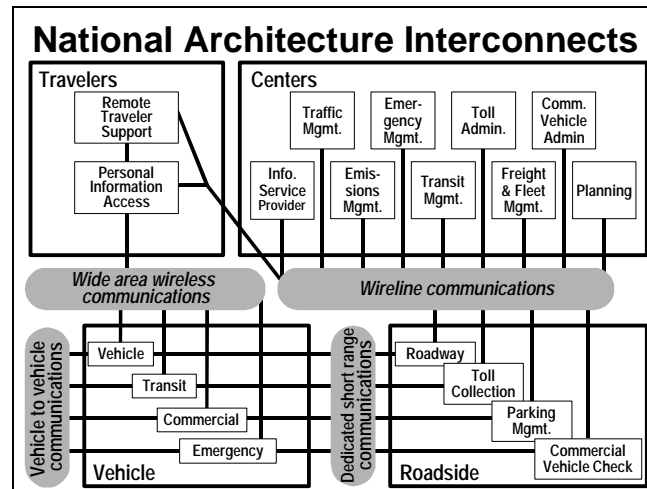 National Architecture Interconnects
Travelers
Remote
Traveler
Support
Personal
Information
Access
Centers
Traffic
Mgmt.
Emer-
gency
Mgmt.
Toll
Admin.
Comm.
Vehicle
Admin
Info.
Service
Provider
Emis-
sions
Mgmt.
Transit
Mgmt.
Freight
& Fleet
Mgmt.
Planning
Wide area wireless
communications
Wireline communications
Vehicle to vehicle
communications
Vehicle
Transit
Commercial
Emergency
Vehicle
Dedicated short range
communications
Roadway
Toll
Collection
Parking
Mgmt.
Commercial
Vehicle Check
Roadside